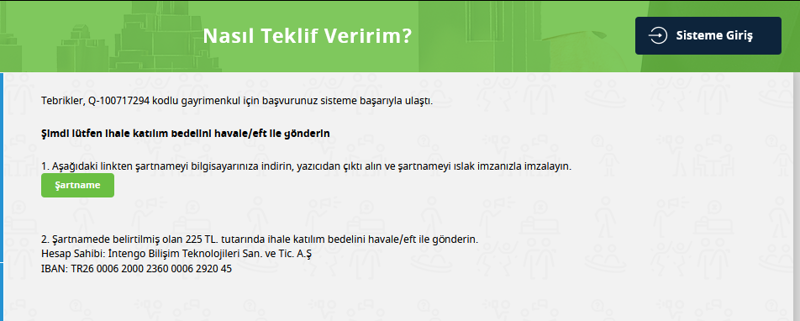 Nasıl Teklif Veririm?
Sisteme Giriş
Tebrikler, Q-100717294 kodlu gayrimenkul için başvurunuz sisteme başarıyla ulaştı.
Şimdi lütfen ihale katılım bedelini havale/eft ile gönderin
1. Aşağıdaki linkten şartnameyi bilgisayarınıza indirin, yazıcıdan çıktı alın ve şartnameyi ıslak imzanızla imzalayın.
Şartname
2. Şartnamede belirtilmiş olan 225 TL. tutarında ihale katılım bedelini havale/eft ile gönderin.
Hesap Sahibi: İntengo Bilişim Teknolojileri San. ve Tic. A.Ş
IBAN: TR26 0006 2000 2360 0006 2920 45